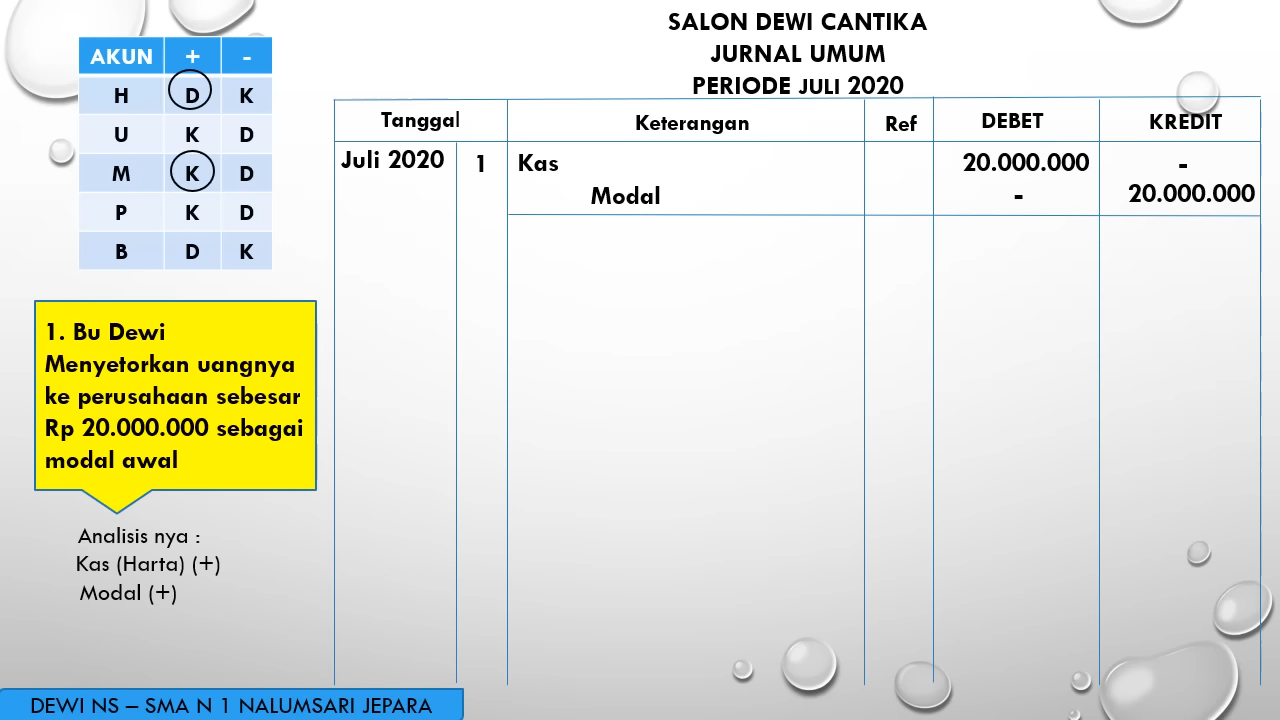 SALON DEWI CANTIKA
JURNAL UMUM
PERIODE JULI 2020
AKUN + -
H D K
U K D
M K D
P K D
B D K
Tanggal Keterangan Ref DEBET KREDIT
Juli 2020 1 Kas 20.000.000 -
Modal - 20.000.000
1. Bu Dewi
Menyetorkan uangnya
ke perusahaan sebesar
Rp 20.000.000 sebagai
modal awal
Analisis nya :
Kas (Harta) (+)
Modal (+)
DEWI NS – SMA N 1 NALUMSARI JEPARA